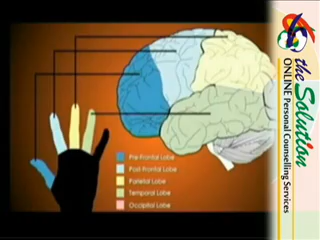 Pre-Frontal Lobe
Post-Frontal Lobe
Parietal Lobe
Temporal Lobe
Occipital Lobe
the Solution
ONLINE Personal Counselling Services